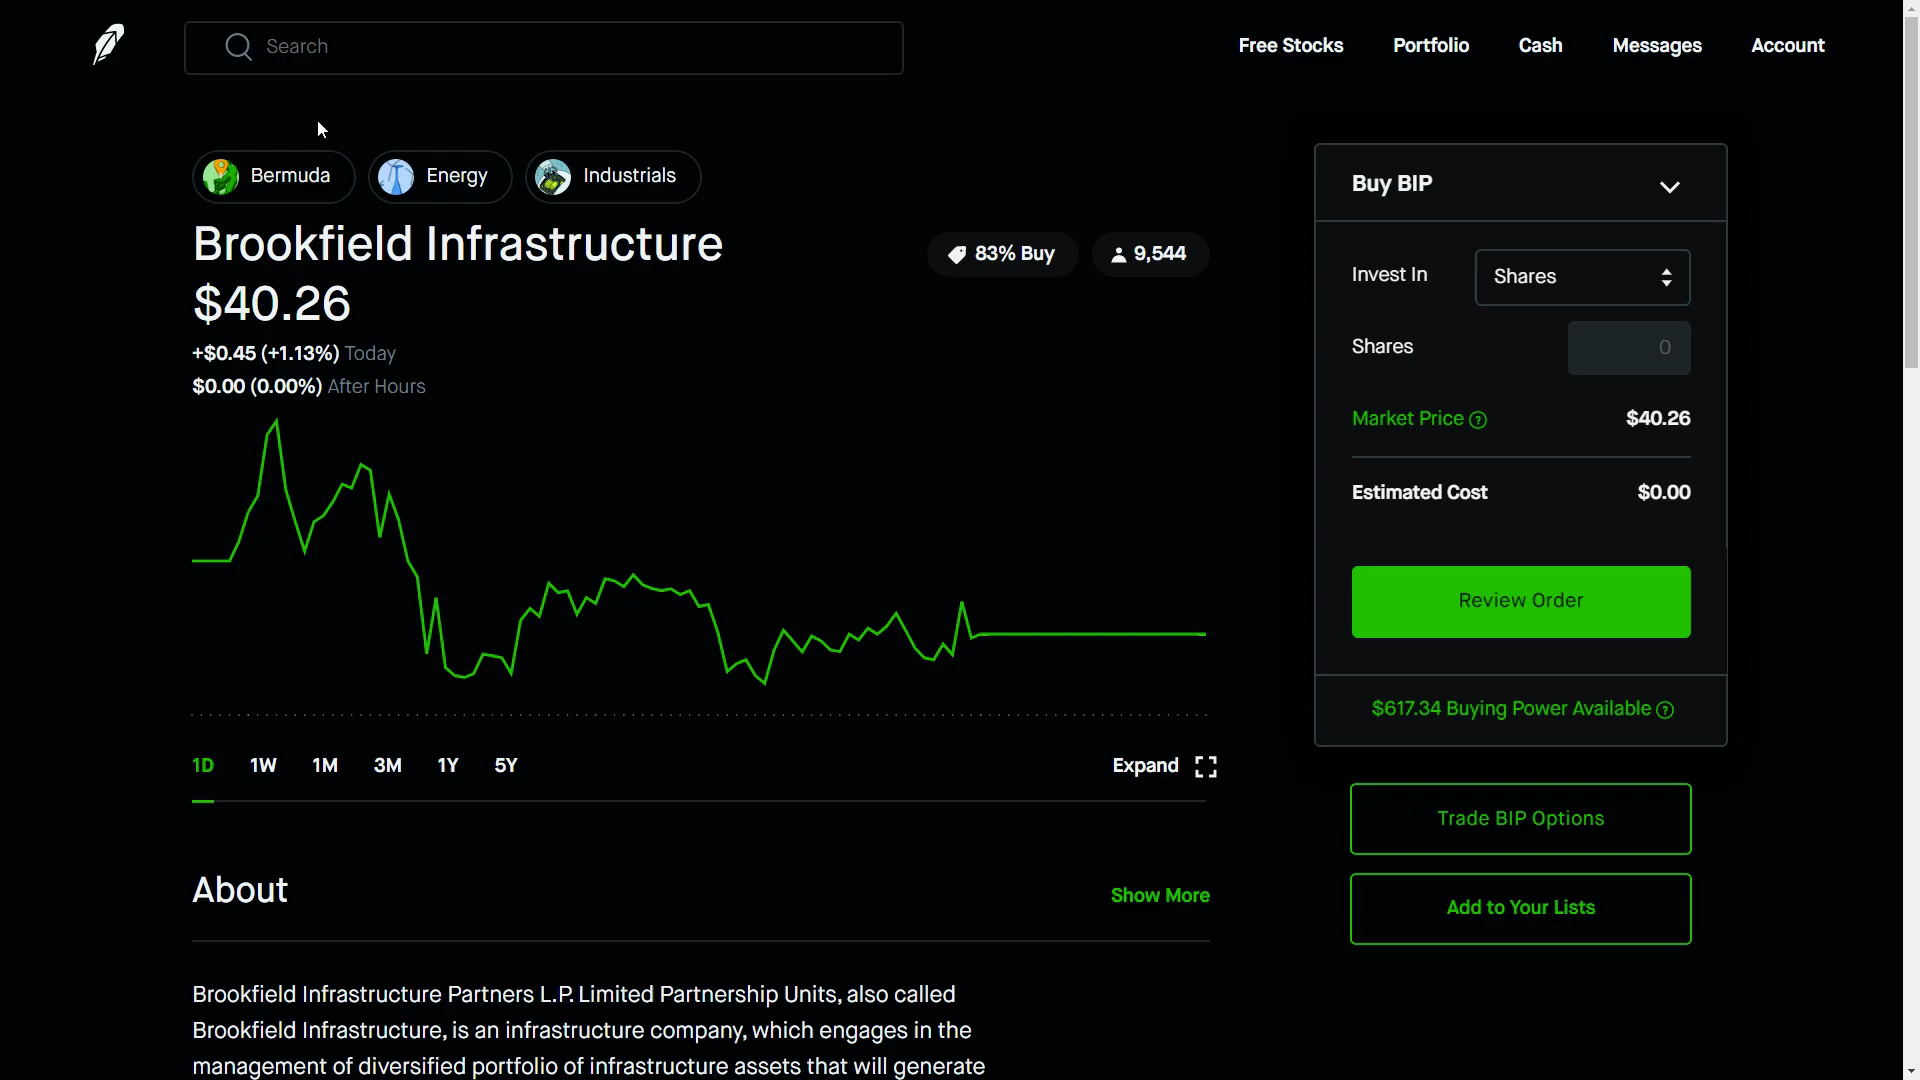 Search
Free Stocks
Portfolio
Cash
Messages
Account
Bermuda
Energy
Industrials
Brookfield Infrastructure
83% Buy
9,544
$40.26
+$0.45 (+1.13%) Today
$0.00 (0.00%) After Hours
1D
1W
1M
3M
1Y
5Y
Expand
About
Show More
Brookfield Infrastructure Partners L.P. Limited Partnership Units, also called
Brookfield Infrastructure, is an infrastructure company, which engages in the
management of diversified portfolio of infrastructure assets that will generate
Buy BIP
Invest In
Shares
Shares
0
Market Price
$40.26
Estimated Cost
$0.00
Review Order
$617.34 Buying Power Available
Trade BIP Options
Add to Your Lists